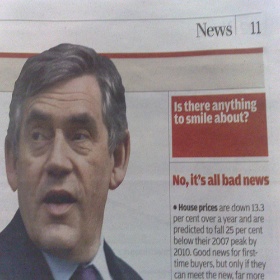 News 11
Is there anything
to smile about?
No, it's all bad news
• House prices are down 13.3
per cent over a year and are
predicted to fall 25 per cent
below their 2007 peak by
2010. Good news for first-
time buyers, but only if they
can meet the new, far more